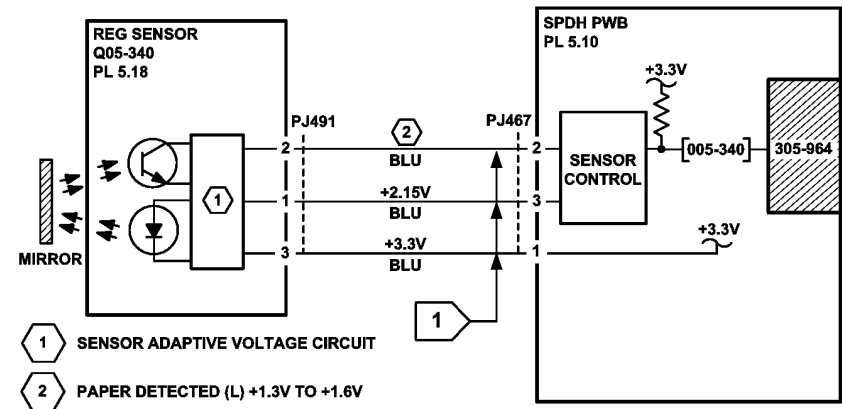 REG SENSOR
Q05-340
PL 5.18
SPDH PWB
PL 5.10
+3.3V
PJ491
PJ467
2
2
BLU
2
SENSOR
CONTROL
[005-340]
305-964
1
1
+2.15V
BLU
3
3
+3.3V
BLU
1
+3.3V
MIRROR
1
1 SENSOR ADAPTIVE VOLTAGE CIRCUIT
2 PAPER DETECTED (L) +1.3V TO +1.6V